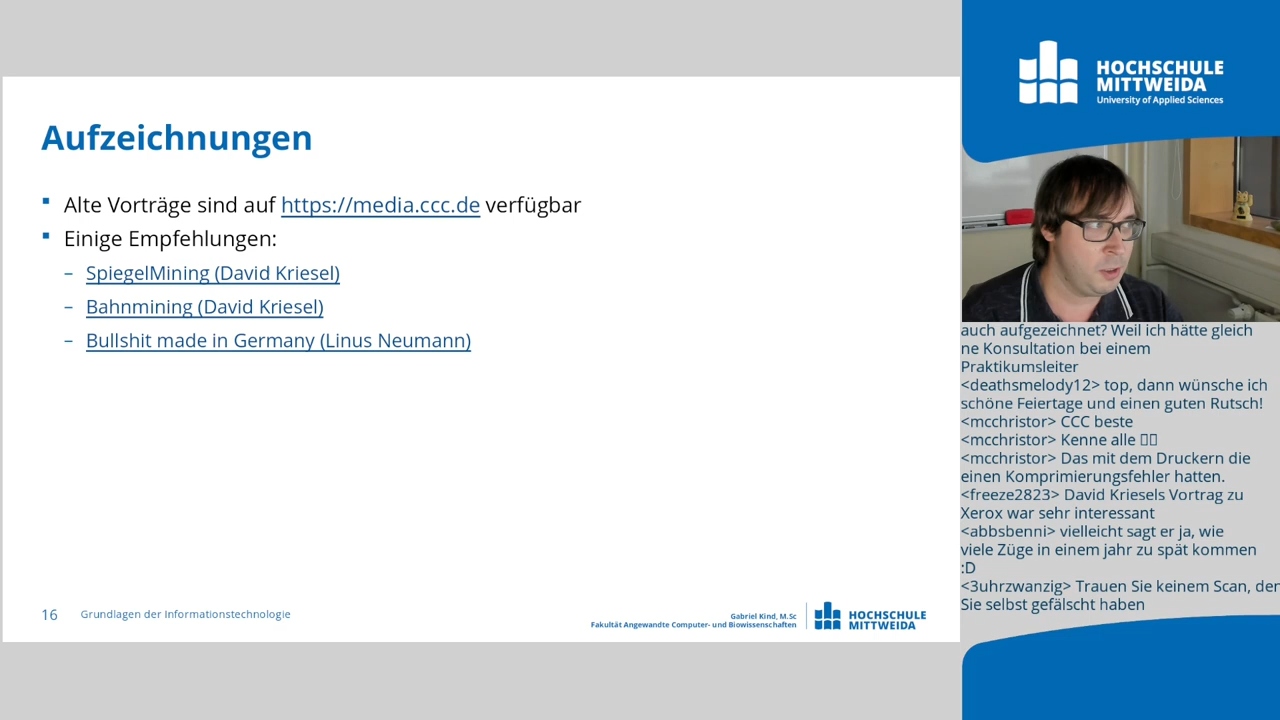 Aufzeichnungen
Alte Vorträge sind auf https://media.ccc.de verfügbar
Einige Empfehlungen:
– SpiegelMining (David Kriesel)
– Bahnmining (David Kriesel)
– Bullshit made in Germany (Linus Neumann)
16 Grundlagen der Informationstechnologie
Gabriel Kind, M.Sc
Fakultät Angewandte Computer- und Biowissenschaften
HOCHSCHULE
MITTWEIDA
HOCHSCHULE
MITTWEIDA
University of Applied Sciences
auch aufgezeichnet? Weil ich hätte gleich
ne Konsultation bei einem
Praktikumsleiter
<deathsmelody12> top, dann wünsche ich
schöne Feiertage und einen guten Rutsch!
<mcchristor> CCC beste
<mcchristor> Kenne alle
<mcchristor> Das mit dem Druckern die
einen Komprimierungsfehler hatten.
<freeze2823> David Kriesels Vortrag zu
Xerox war sehr interessant
<abbsbenni> vielleicht sagt er ja, wie
viele Züge in einem jahr zu spät kommen
:D
<3uhrzwanzig> Trauen Sie keinem Scan, den
Sie selbst gefälscht haben